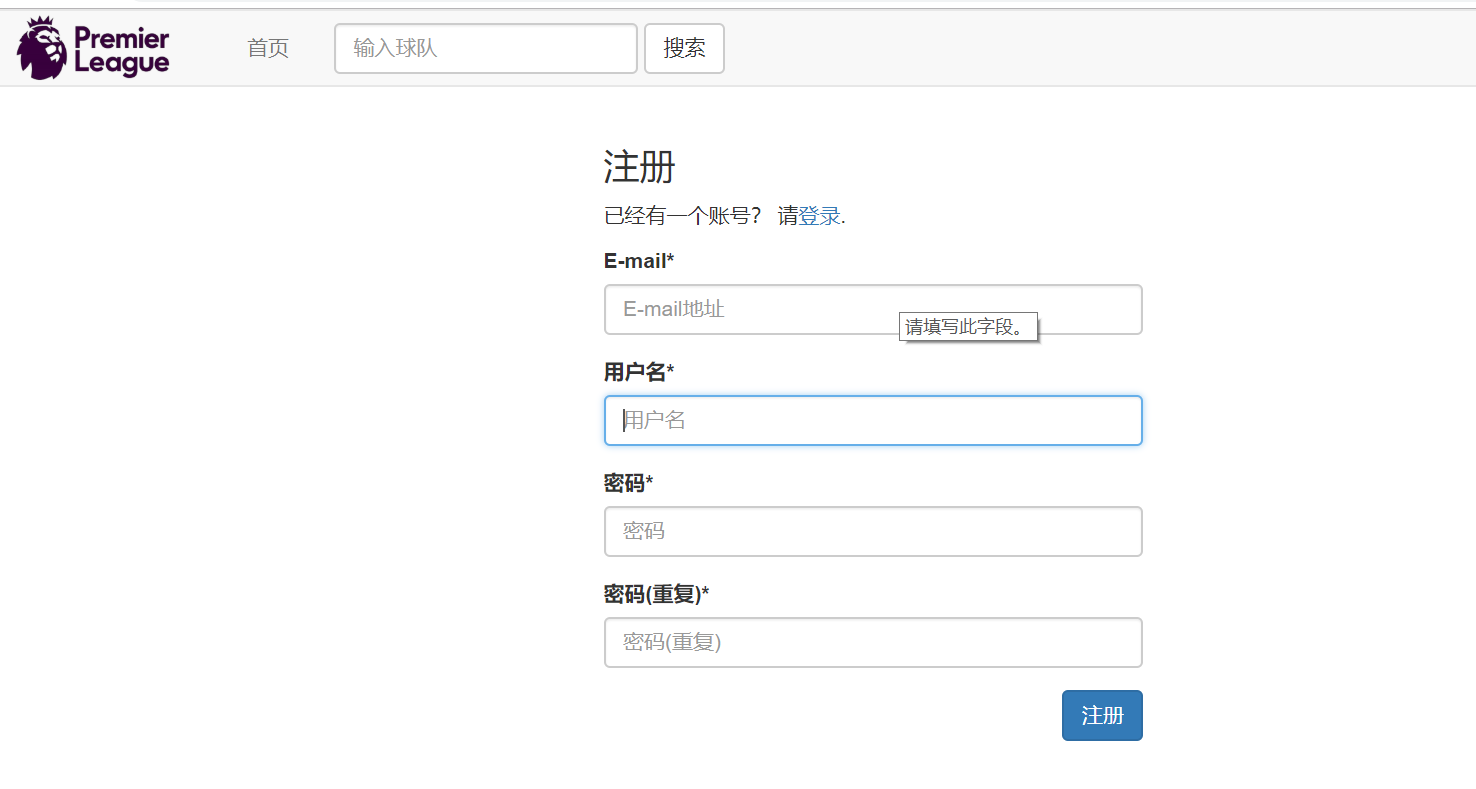 Premier
League
首页
输入球队
搜索
注册
已经有一个账号？ 请登录.
E-mail*
E-mail地址
请填写此字段。
用户名*
用户名
密码*
密码
密码(重复)*
密码(重复)
注册